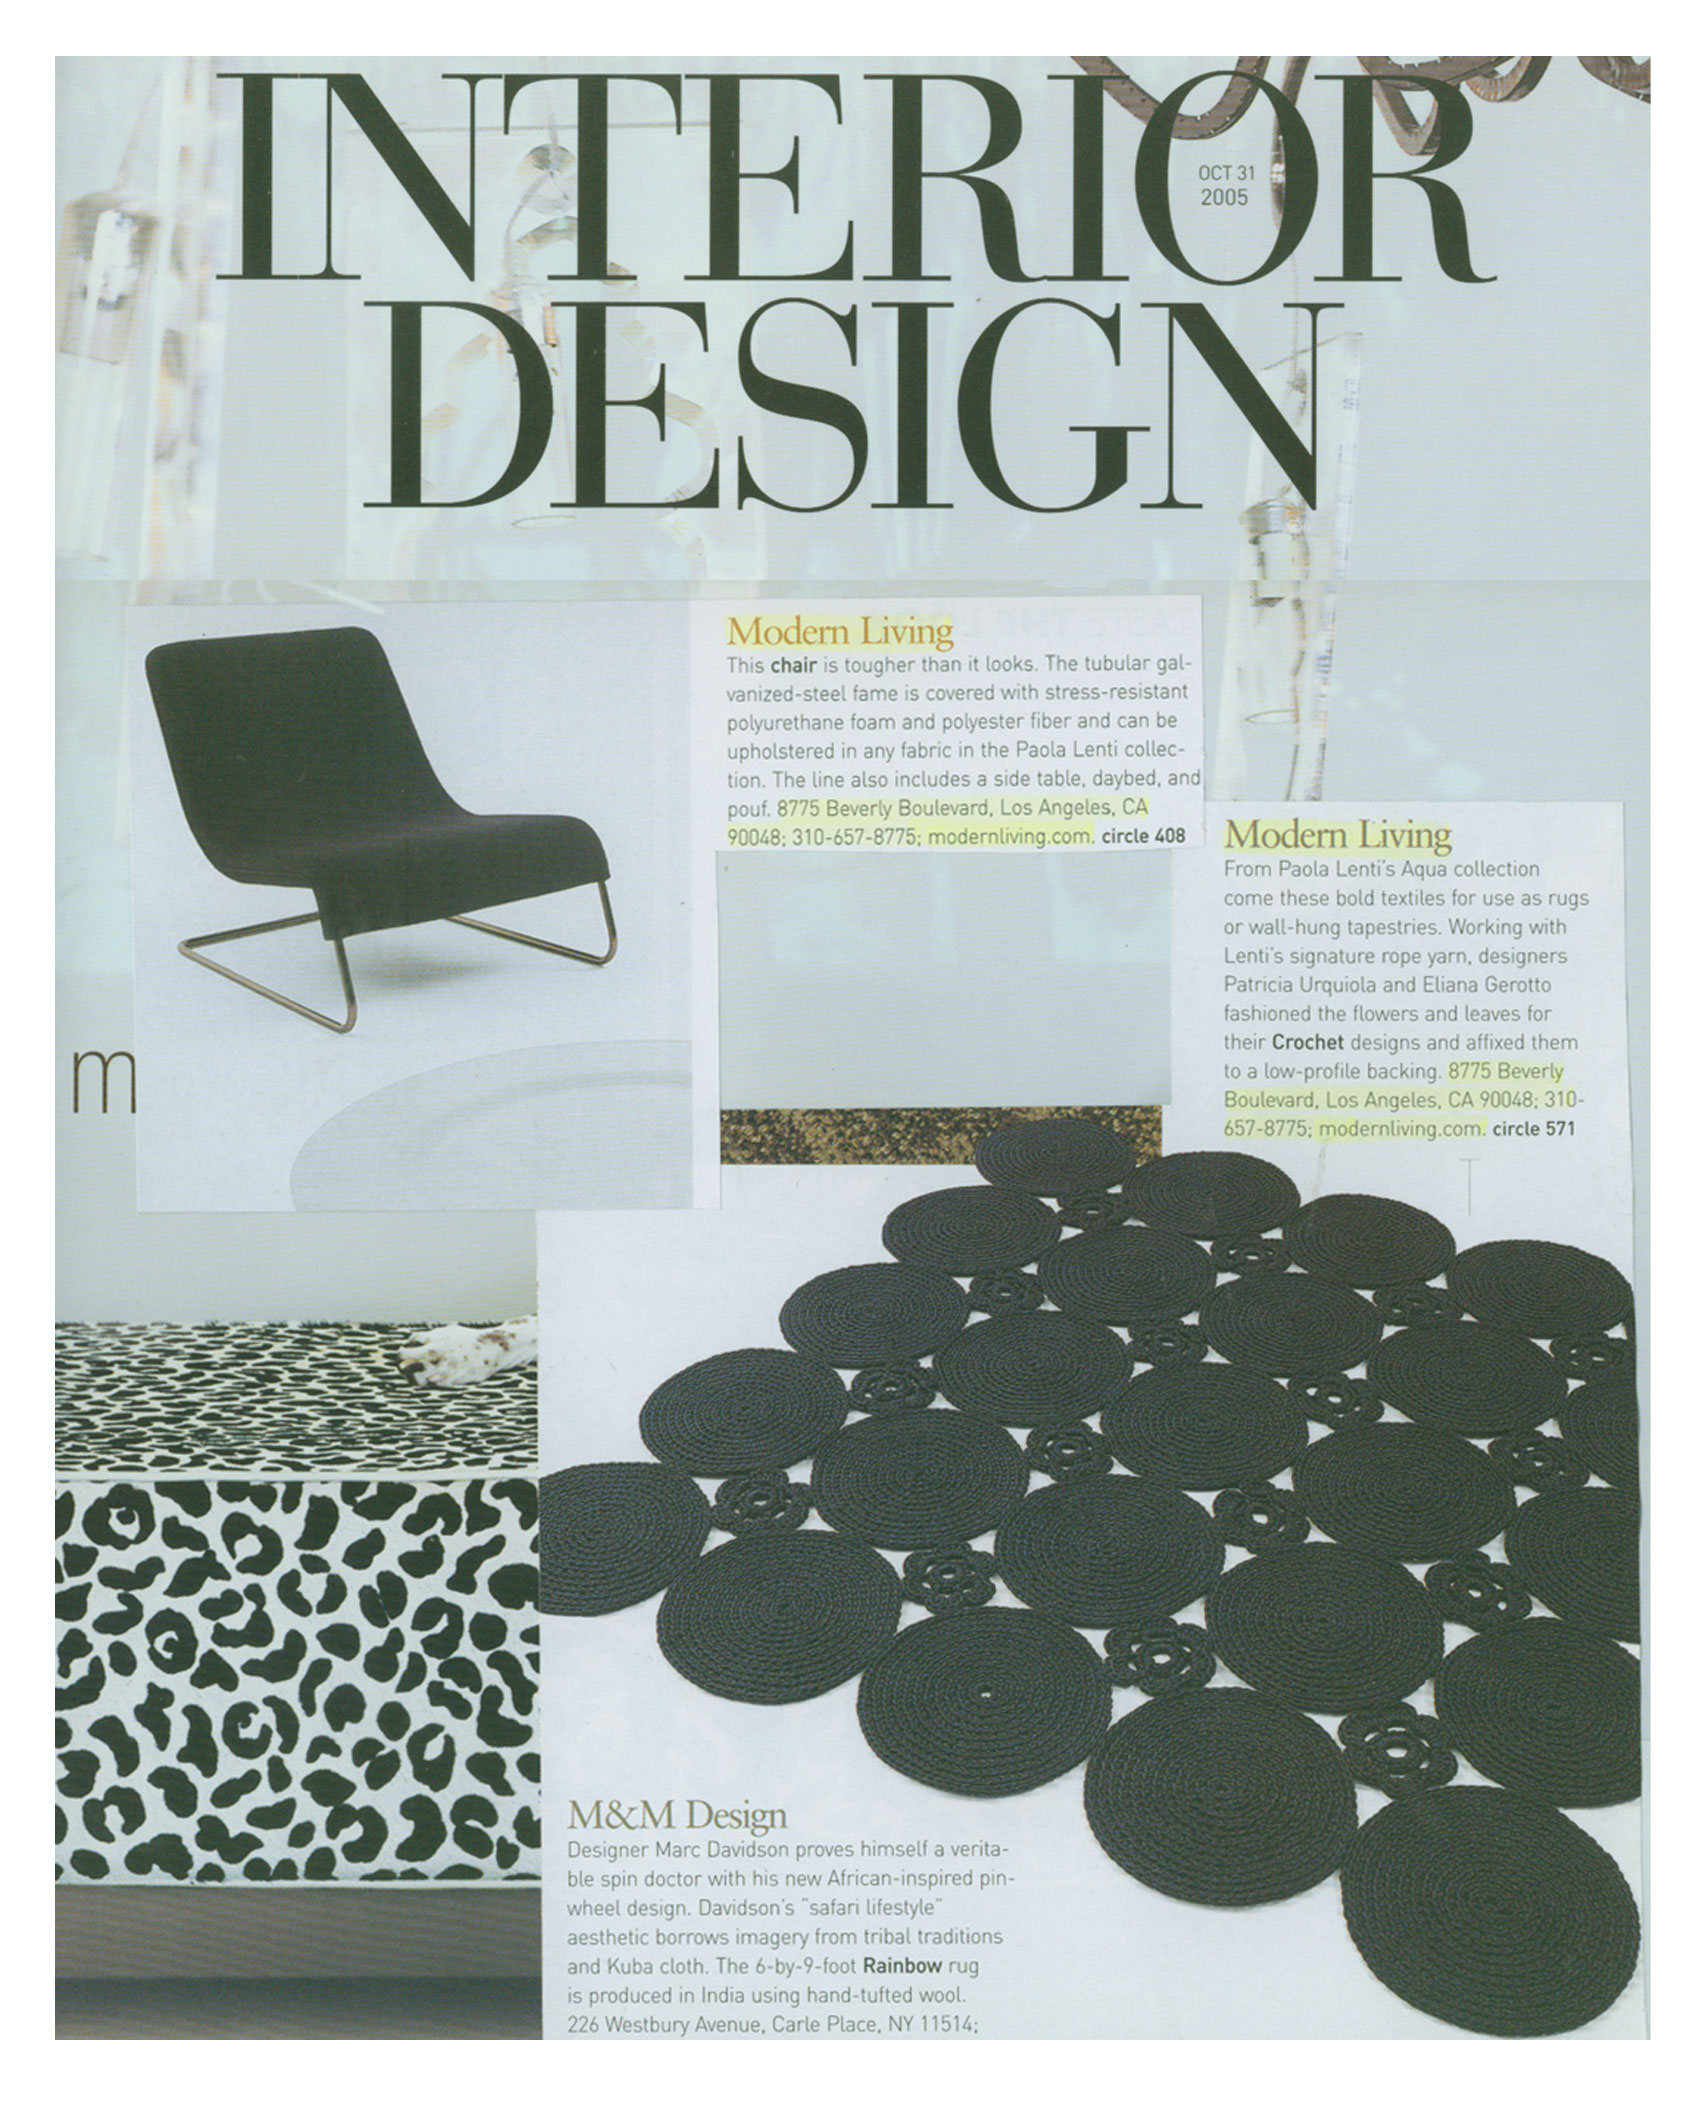 INTERIOR
OCT 31
2005
DESIGN
Modern Living
This chair is tougher than it looks. The tubular gal-
vanized-steel fame is covered with stress-resistant
polyurethane foam and polyester fiber and can be
upholstered in any fabric in the Paola Lenti collec-
tion. The line also includes a side table, daybed, and
pouf. 8775 Beverly Boulevard, Los Angeles, CA
90048; 310-657-8775; modernliving.com. circle 408
Modern Living
From Paola Lenti's Aqua collection
come these bold textiles for use as rugs
or wall-hung tapestries. Working with
Lenti's signature rope yarn, designers
Patricia Urquiola and Eliana Gerotto
fashioned the flowers and leaves for
their Crochet designs and affixed them
to a low-profile backing. 8775 Beverly
Boulevard, Los Angeles, CA 90048; 310-
657-8775; modernliving.com. circle 571
m
M&M Design
Designer Marc Davidson proves himself a verita-
ble spin doctor with his new African-inspired pin-
wheel design. Davidson's "safari lifestyle"
aesthetic borrows imagery from tribal traditions
and Kuba cloth. The 6-by-9-foot Rainbow rug
is produced in India using hand-tufted wool.
226 Westbury Avenue, Carle Place, NY 11514;